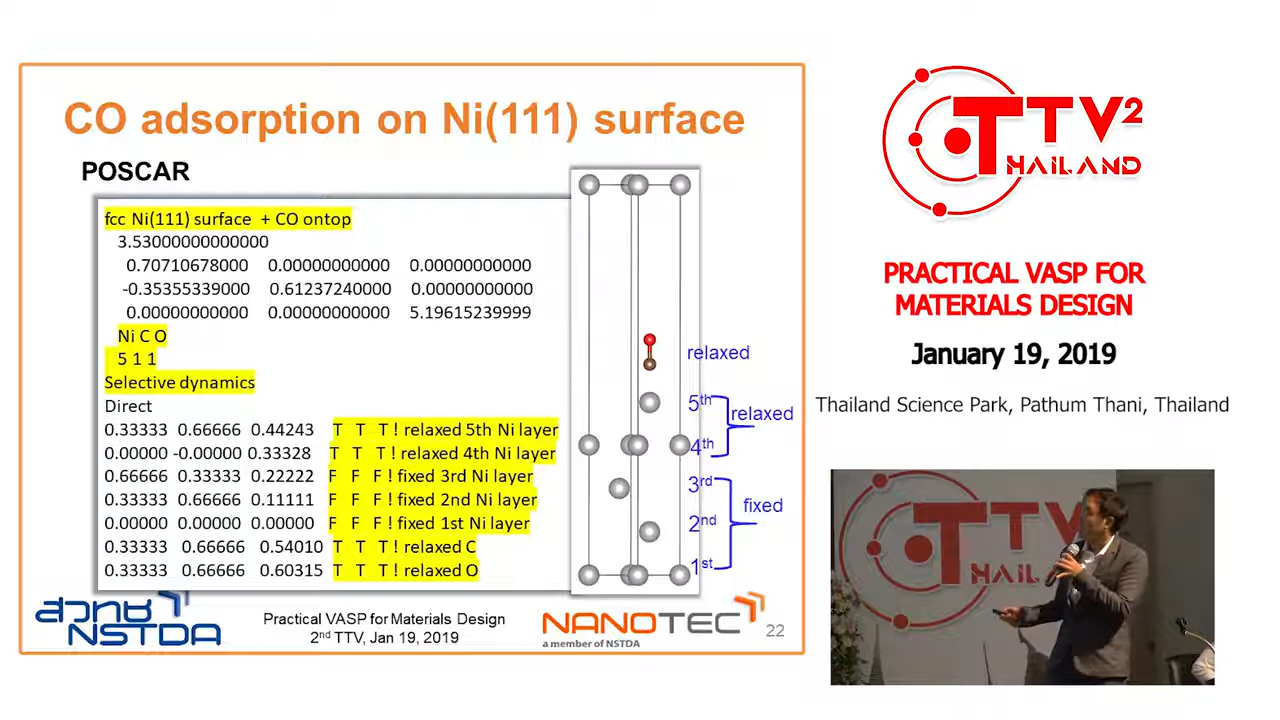 CO adsorption on Ni(111) surface
POSCAR
fcc Ni(111) surface + CO ontop
3.53000000000000
0.70710678000 0.00000000000 0.00000000000
-0.35355339000 0.61237240000 0.00000000000
0.00000000000 0.00000000000 5.19615239999
Ni C O
5 1 1
Selective dynamics
Direct
0.33333 0.66666 0.44243 T T T ! relaxed 5th Ni layer
0.00000 -0.00000 0.33328 T T T ! relaxed 4th Ni layer
0.66666 0.33333 0.22222 F F F ! fixed 3rd Ni layer
0.33333 0.66666 0.11111 F F F ! fixed 2nd Ni layer
0.00000 0.00000 0.00000 F F F ! fixed 1st Ni layer
0.33333 0.66666 0.54010 T T T ! relaxed C
0.33333 0.66666 0.60315 T T T ! relaxed O
relaxed
5th
relaxed
4th
3rd
fixed
2nd
1st
สวทช
NSTDA
Practical VASP for Materials Design
2nd TTV, Jan 19, 2019
NANOTEC
a member of NSTDA
22
TTV2
THAILAND
PRACTICAL VASP FOR
MATERIALS DESIGN
January 19, 2019
Thailand Science Park, Pathum Thani, Thailand